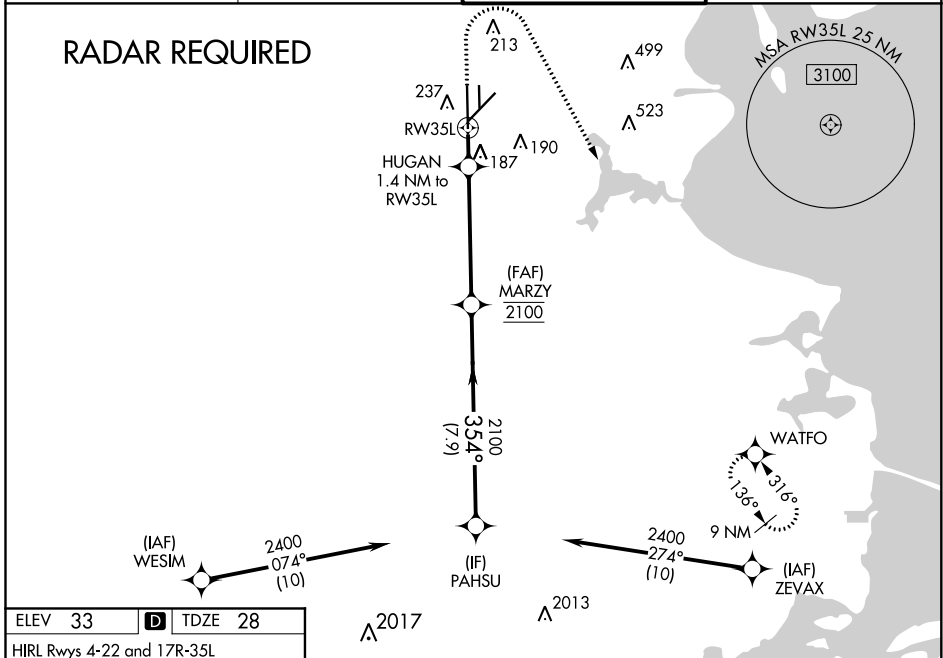 RADAR REQUIRED
213
499
MSA RW35L 25 NM
3100
237
523
RW35L
190
187
HUGAN
1.4 NM to
RW35L
(FAF)
MARZY
2100
2100
354°
(7.9)
WATFO
136°
316°
9 NM
(IAF)
WESIM
2400
074°
(10)
(IF)
PAHSU
2400
274°
(10)
(IAF)
ZEVAX
2017
2013
ELEV 33 D TDZE 28
HIRL Rwys 4-22 and 17R-35L